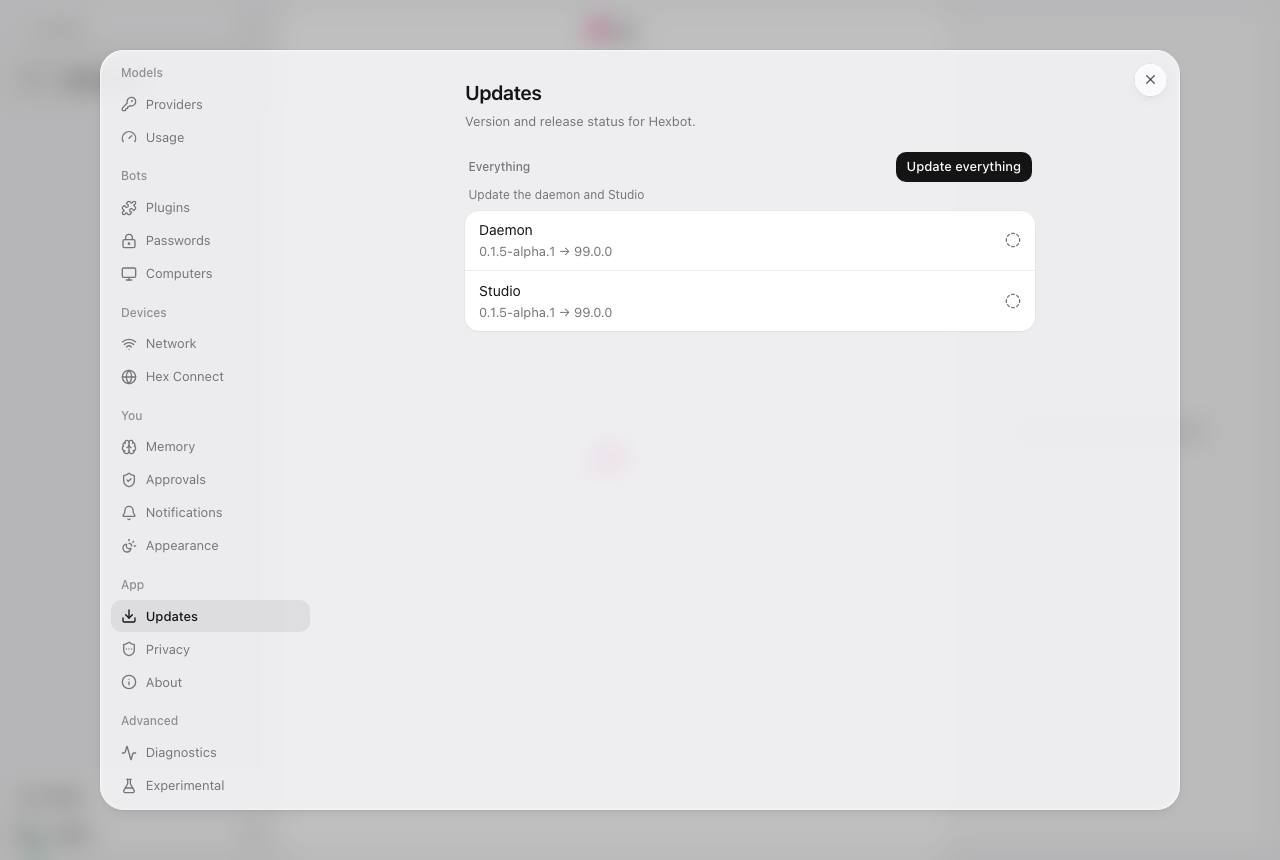 Models
Providers
Usage
Bots
Plugins
Passwords
Computers
Devices
Network
Hex Connect
You
Memory
Approvals
Notifications
Appearance
App
Updates
Privacy
About
Advanced
Diagnostics
Experimental
Updates
Version and release status for Hexbot.
Everything
Update everything
Update the daemon and Studio
Daemon
0.1.5-alpha.1 → 99.0.0
Studio
0.1.5-alpha.1 → 99.0.0